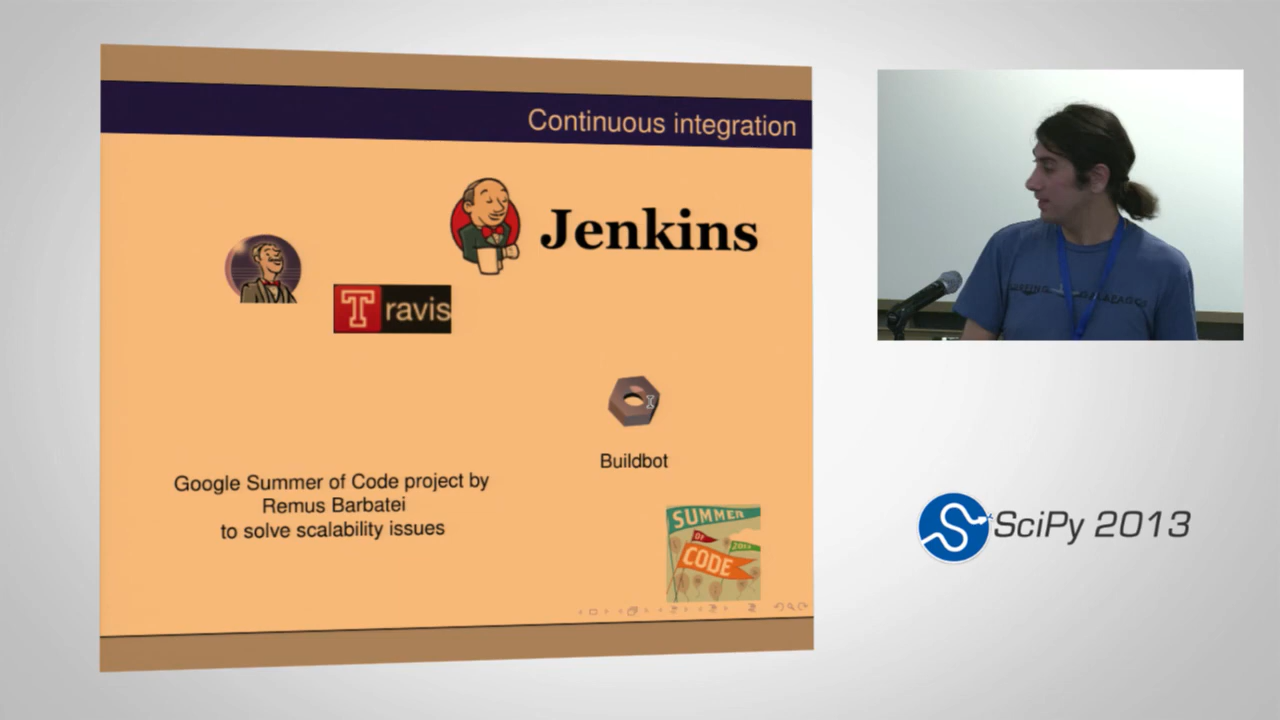 Continuous integration
Jenkins
Travis
Buildbot
Google Summer of Code project by
Remus Barbatei
to solve scalability issues
SUMMER
OF
CODE
SciPy 2013